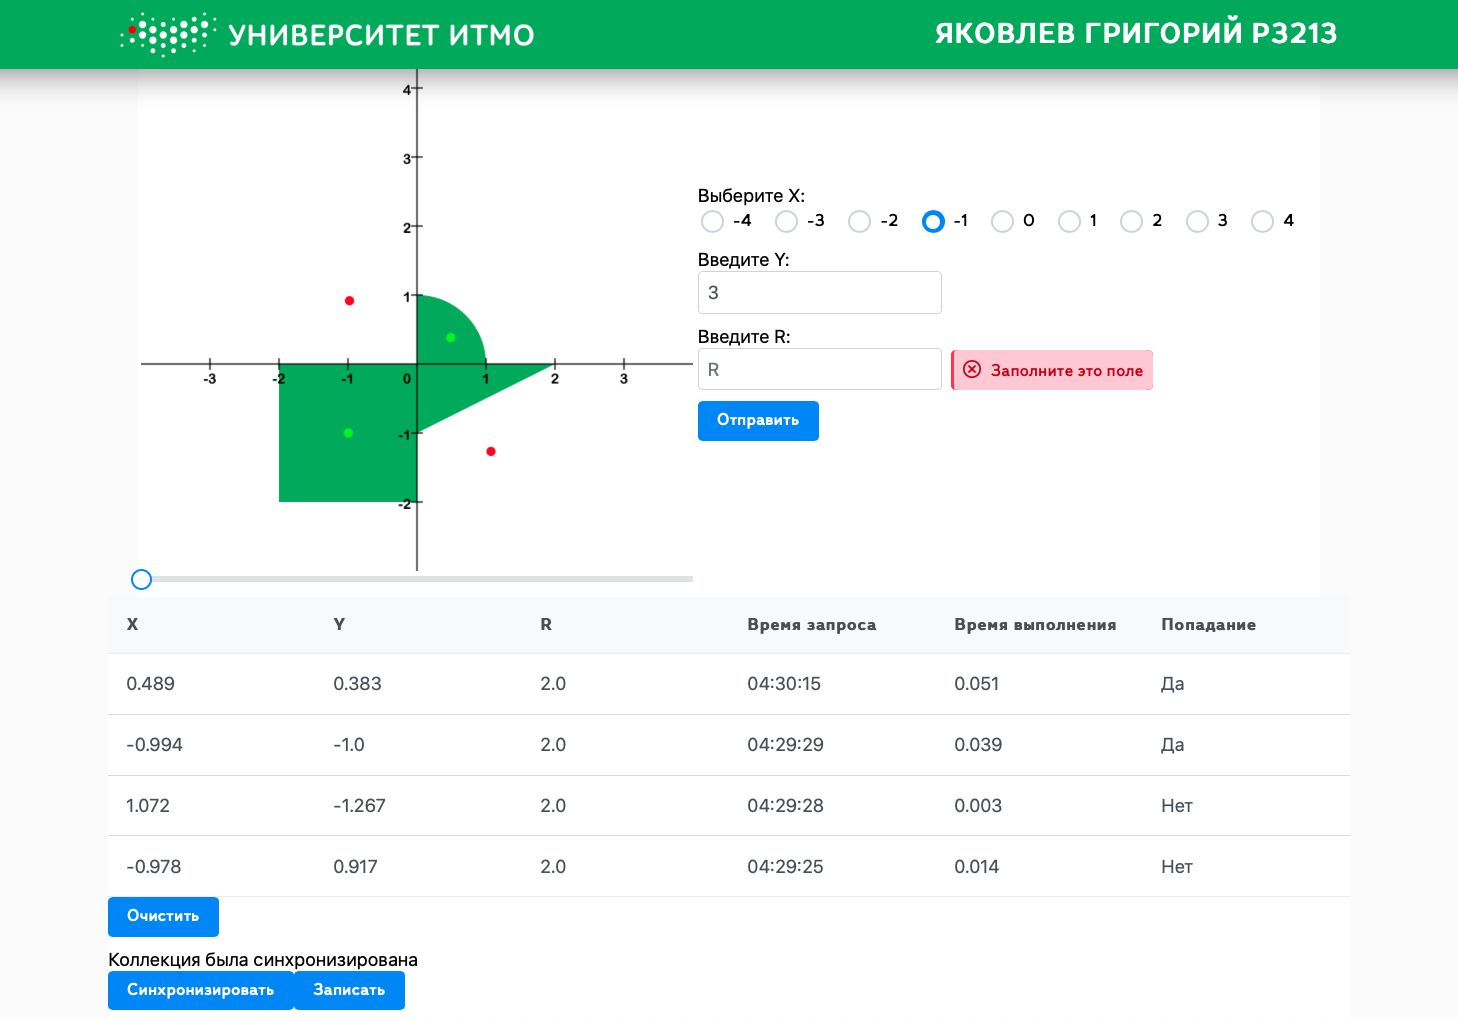 УНИВЕРСИТЕТ ИТМО
ЯКОВЛЕВ ГРИГОРИЙ P3213
4
3
2
1
-3 -2 -1 0 1 2 3
-1
-2
Выберите X:
-4 -3 -2 -1 0 1 2 3 4
Введите Y:
3
Введите R:
R
Заполните это поле
Отправить
X Y R Время запроса Время выполнения Попадание
0.489 0.383 2.0 04:30:15 0.051 Да
-0.994 -1.0 2.0 04:29:29 0.039 Да
1.072 -1.267 2.0 04:29:28 0.003 Нет
-0.978 0.917 2.0 04:29:25 0.014 Нет
Очистить
Коллекция была синхронизирована
Синхронизировать Записать